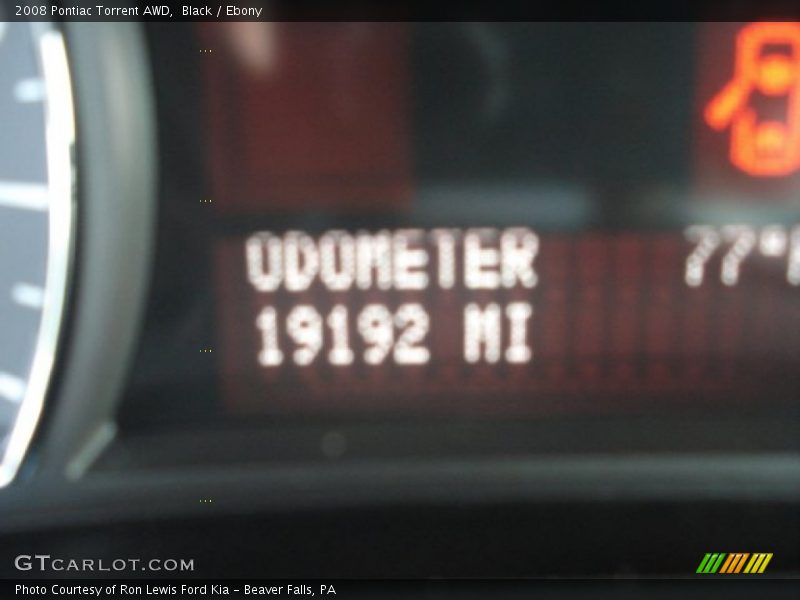 2008 Pontiac Torrent AWD,  Black / Ebony
ODOMETER 77°F
19192 MI
GTCARLOT.COM
Photo Courtesy of Ron Lewis Ford Kia - Beaver Falls, PA